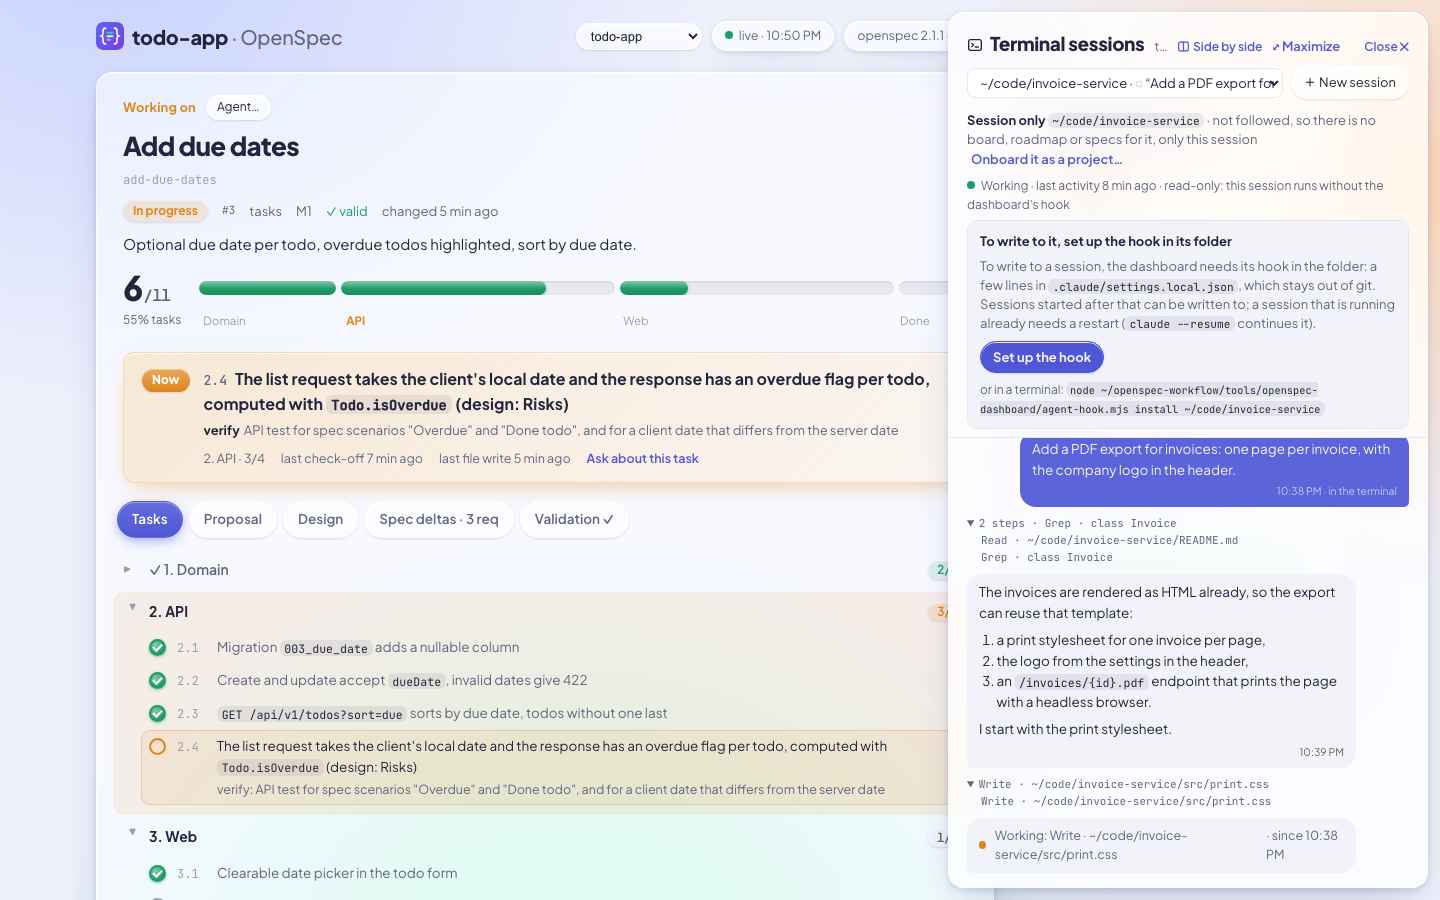 todo-app · OpenSpec
todo-app
live · 10:50 PM
openspec 2.1.1
Working on
Agent…
Add due dates
add-due-dates
In progress #3 tasks M1 ✓ valid changed 5 min ago
Optional due date per todo, overdue todos highlighted, sort by due date.
6/11
55% tasks
Domain
API
Web
Done
Now
2.4 The list request takes the client's local date and the response has an overdue flag per todo,
computed with Todo.isOverdue (design: Risks)
verify API test for spec scenarios "Overdue" and "Done todo", and for a client date that differs from the server date
2. API · 3/4 last check-off 7 min ago last file write 5 min ago Ask about this task
Tasks
Proposal
Design
Spec deltas · 3 req
Validation ✓
▶ ✓ 1. Domain 2/
▼ 2. API 3/
2.1 Migration 003_due_date adds a nullable column
2.2 Create and update accept dueDate, invalid dates give 422
2.3 GET /api/v1/todos?sort=due sorts by due date, todos without one last
2.4 The list request takes the client's local date and the response has an overdue flag per todo, computed with
Todo.isOverdue (design: Risks)
verify: API test for spec scenarios "Overdue" and "Done todo", and for a client date that differs from the server date
▼ 3. Web 1/
3.1 Clearable date picker in the todo form
Terminal sessions t… Side by side Maximize Close ✕
~/code/invoice-service · ○ “Add a PDF export for
+ New session
Session only ~/code/invoice-service · not followed, so there is no
board, roadmap or specs for it, only this session
Onboard it as a project…
Working · last activity 8 min ago · read-only: this session runs without the
dashboard's hook
To write to it, set up the hook in its folder
To write to a session, the dashboard needs its hook in the folder: a
few lines in .claude/settings.local.json, which stays out of git.
Sessions started after that can be written to; a session that is running
already needs a restart (claude --resume continues it).
Set up the hook
or in a terminal: node ~/openspec-workflow/tools/openspec-
dashboard/agent-hook.mjs install ~/code/invoice-service
Add a PDF export for invoices: one page per invoice, with
the company logo in the header.
10:38 PM · in the terminal
▼ 2 steps · Grep · class Invoice
Read · ~/code/invoice-service/README.md
Grep · class Invoice
The invoices are rendered as HTML already, so the export
can reuse that template:
1. a print stylesheet for one invoice per page,
2. the logo from the settings in the header,
3. an /invoices/{id}.pdf endpoint that prints the page
with a headless browser.
I start with the print stylesheet.
10:39 PM
▼ Write · ~/code/invoice-service/src/print.css
Write · ~/code/invoice-service/src/print.css
Working: Write · ~/code/invoice-
service/src/print.css
· since 10:38
PM